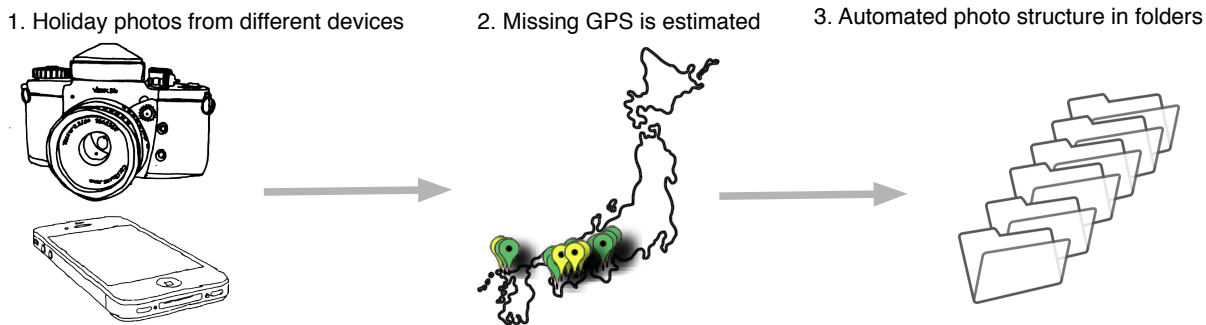 1. Holiday photos from different devices
2. Missing GPS is estimated
3. Automated photo structure in folders